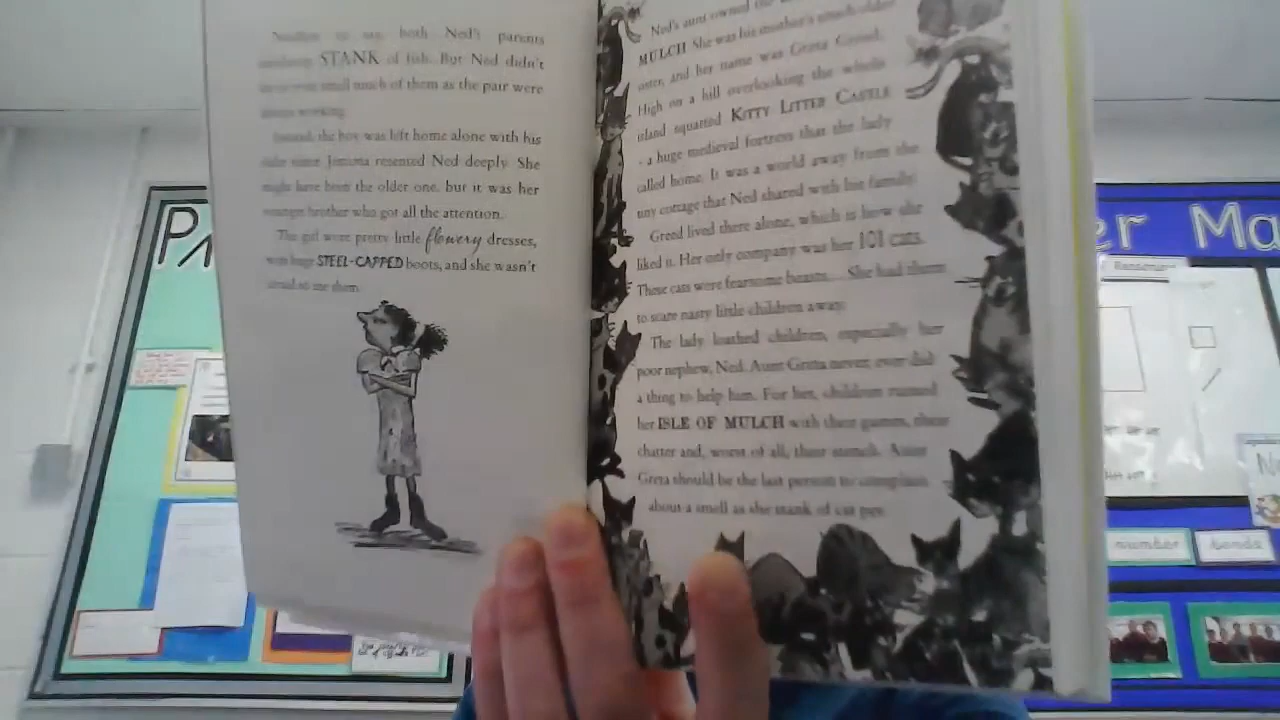 both Ned's parents
STANK of fish. But Ned didn't
smell much of them as the pair were
always working.
Instead, the boy was left home alone with his
older sister. Jemima resented Ned deeply. She
might have been the older one, but it was her
younger brother who got all the attention.
The girl wore pretty little flowery dresses,
with huge STEEL-CAPPED boots, and she wasn't
afraid to use them.
Ned's aunt owned the
MULCH She was his mother's much older
sister, and her name was Greta Greed.
High on a hill overlooking the whole
island squatted KITTY LITTER CASTLE
- a huge medieval fortress that the lady
called home. It was a world away from the
tiny cottage that Ned shared with his family.
Greed lived there alone, which is how she
liked it. Her only company was her 101 cats.
These cats were fearsome beasts... She had them
to scare nasty little children away.
The lady loathed children, especially her
poor nephew, Ned. Aunt Greta never, ever did
a thing to help him. For her, children ruined
her ISLE OF MULCH with their games, their
chatter and, worst of all, their stench. Aunt
Greta should be the last person to complain
about a smell as she stank of cat pee.
er Ma
number
bonds